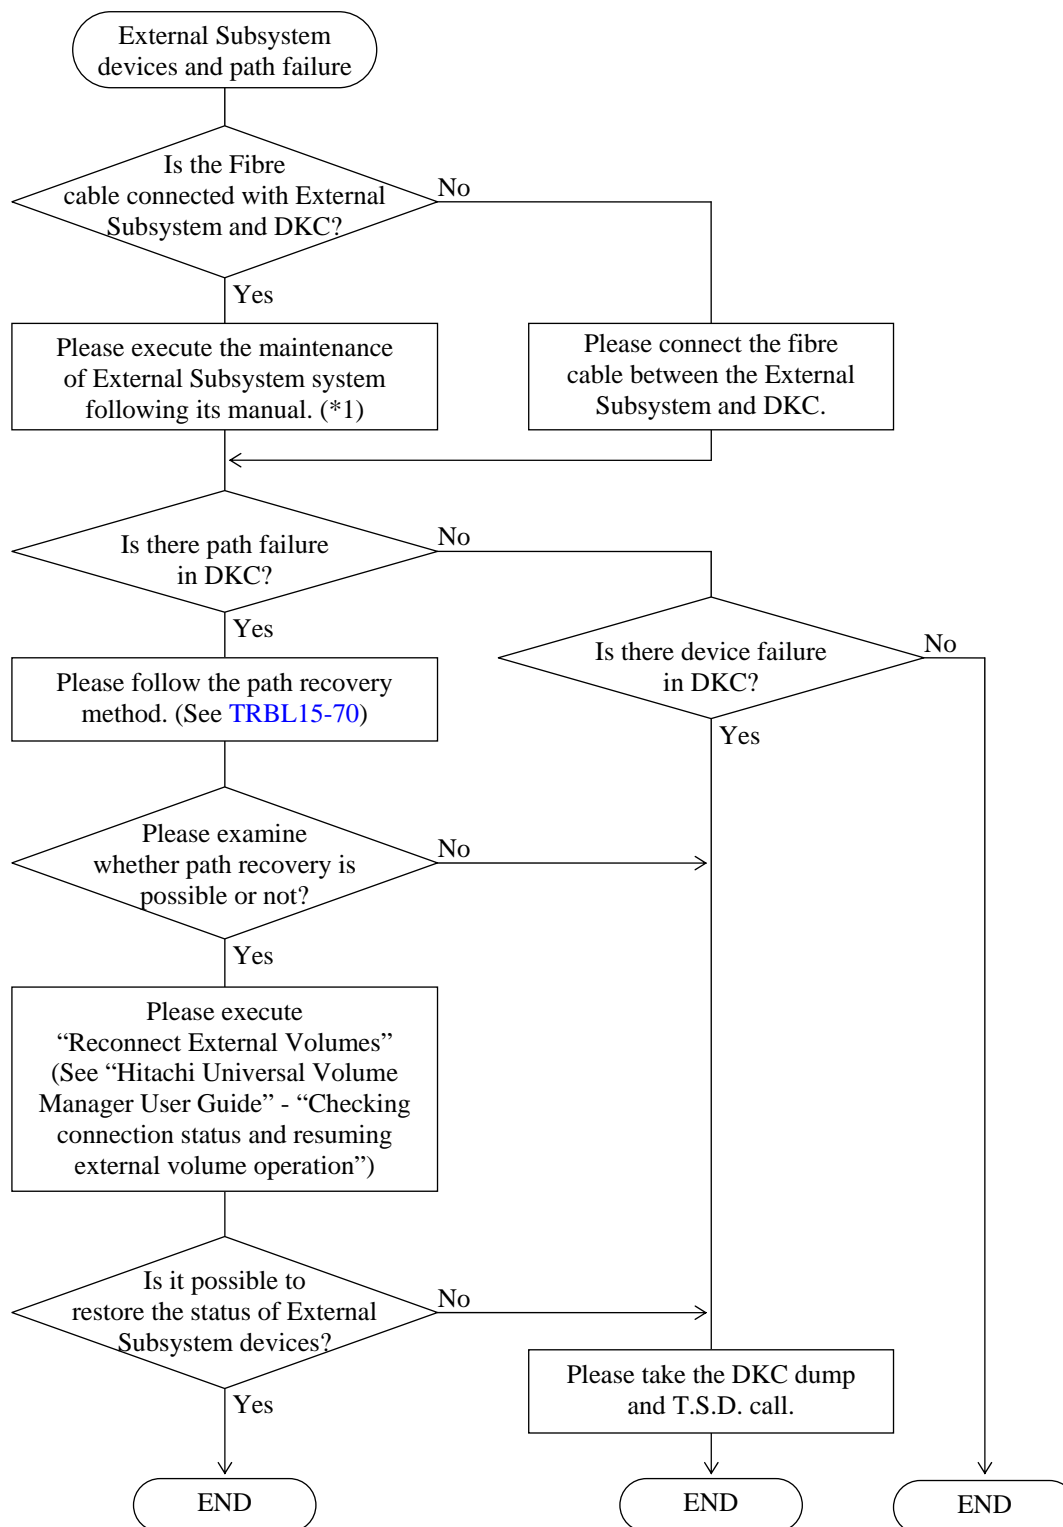 External Subsystem
devices and path failure
Is the Fibre
cable connected with External
Subsystem and DKC?
No
Yes
Please execute the maintenance
of External Subsystem system
following its manual. (*1)
Please connect the fibre
cable between the External
Subsystem and DKC.
Is there path failure
in DKC?
No
Yes
Is there device failure
in DKC?
No
Yes
Please follow the path recovery
method. (See TRBL15-70)
Please examine
whether path recovery is
possible or not?
No
Yes
Please execute
“Reconnect External Volumes”
(See “Hitachi Universal Volume
Manager User Guide” - “Checking
connection status and resuming
external volume operation”)
Is it possible to
restore the status of External
Subsystem devices?
No
Yes
Please take the DKC dump
and T.S.D. call.
END
END
END